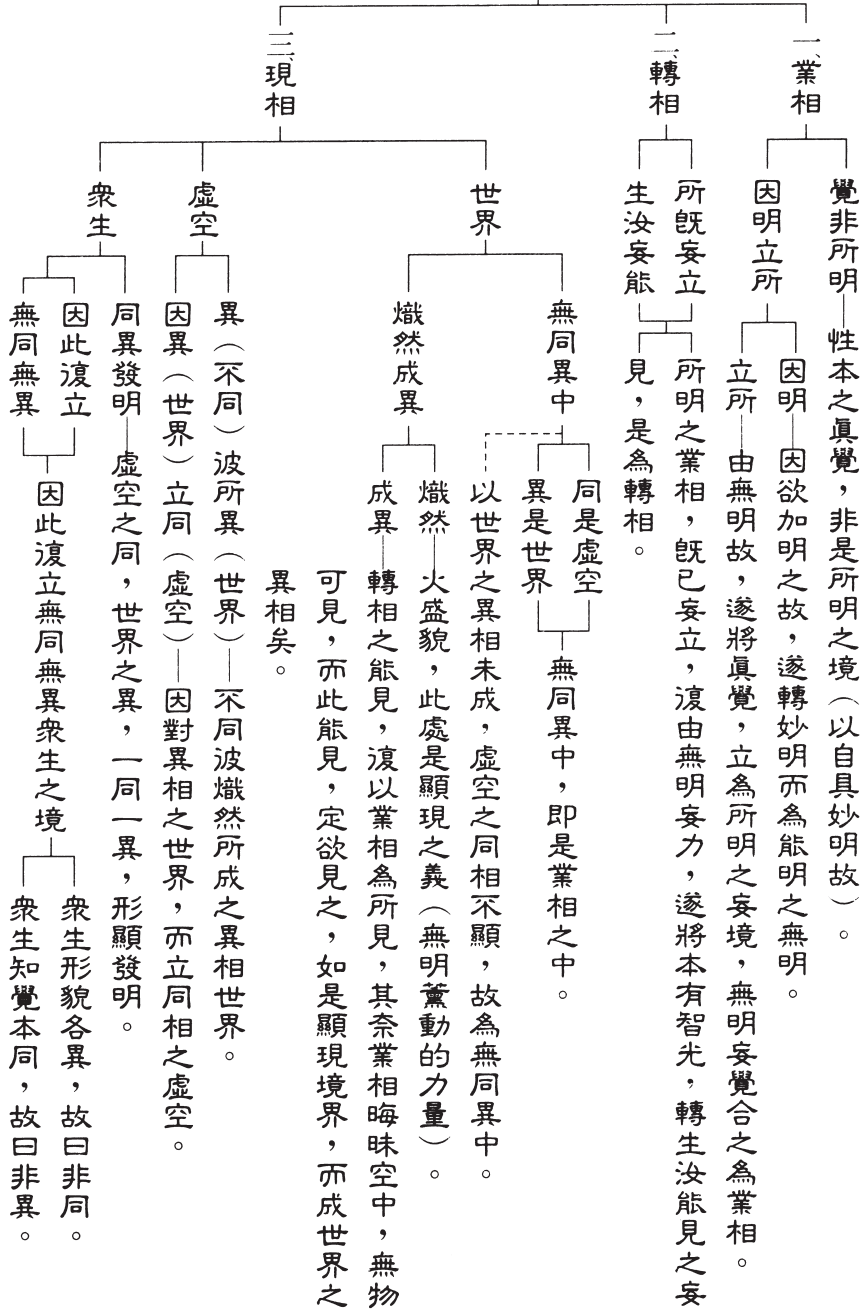 一、業相
覺非所明—性本之眞覺，非是所明之境（以自具妙明故）。
因明立所
因明—因欲加明之故，遂轉妙明而為能明之無明。
立所—由無明故，遂將眞覺，立為所明之妄境，無明妄覺合之為業相。
二、轉相
所既妄立
生汝妄能
所明之業相，既已妄立，復由無明妄力，遂將本有智光，轉生汝能見之妄
見，是為轉相。
三、現相
世界
無同異中
同是虛空
異是世界
無同異中，即是業相之中。
以世界之異相未成，虛空之同相不顯，故為無同異中。
熾然成異
熾然—火盛貌，此處是顯現之義（無明薰動的力量）。
成異—轉相之能見，復以業相為所見，其奈業相晦昧空中，無物
可見，而此能見，定欲見之，如是顯現境界，而成世界之
異相矣。
虛空
異（不同）彼所異（世界）—不同彼熾然所成之異相世界。
因異（世界）立同（虛空）—因對異相之世界，而立同相之虛空。
衆生
同異發明—虛空之同，世界之異，一同一異，形顯發明。
因此復立
無同無異
因此復立無同無異衆生之境
衆生形貌各異，故曰非同。
衆生知覺本同，故曰非異。